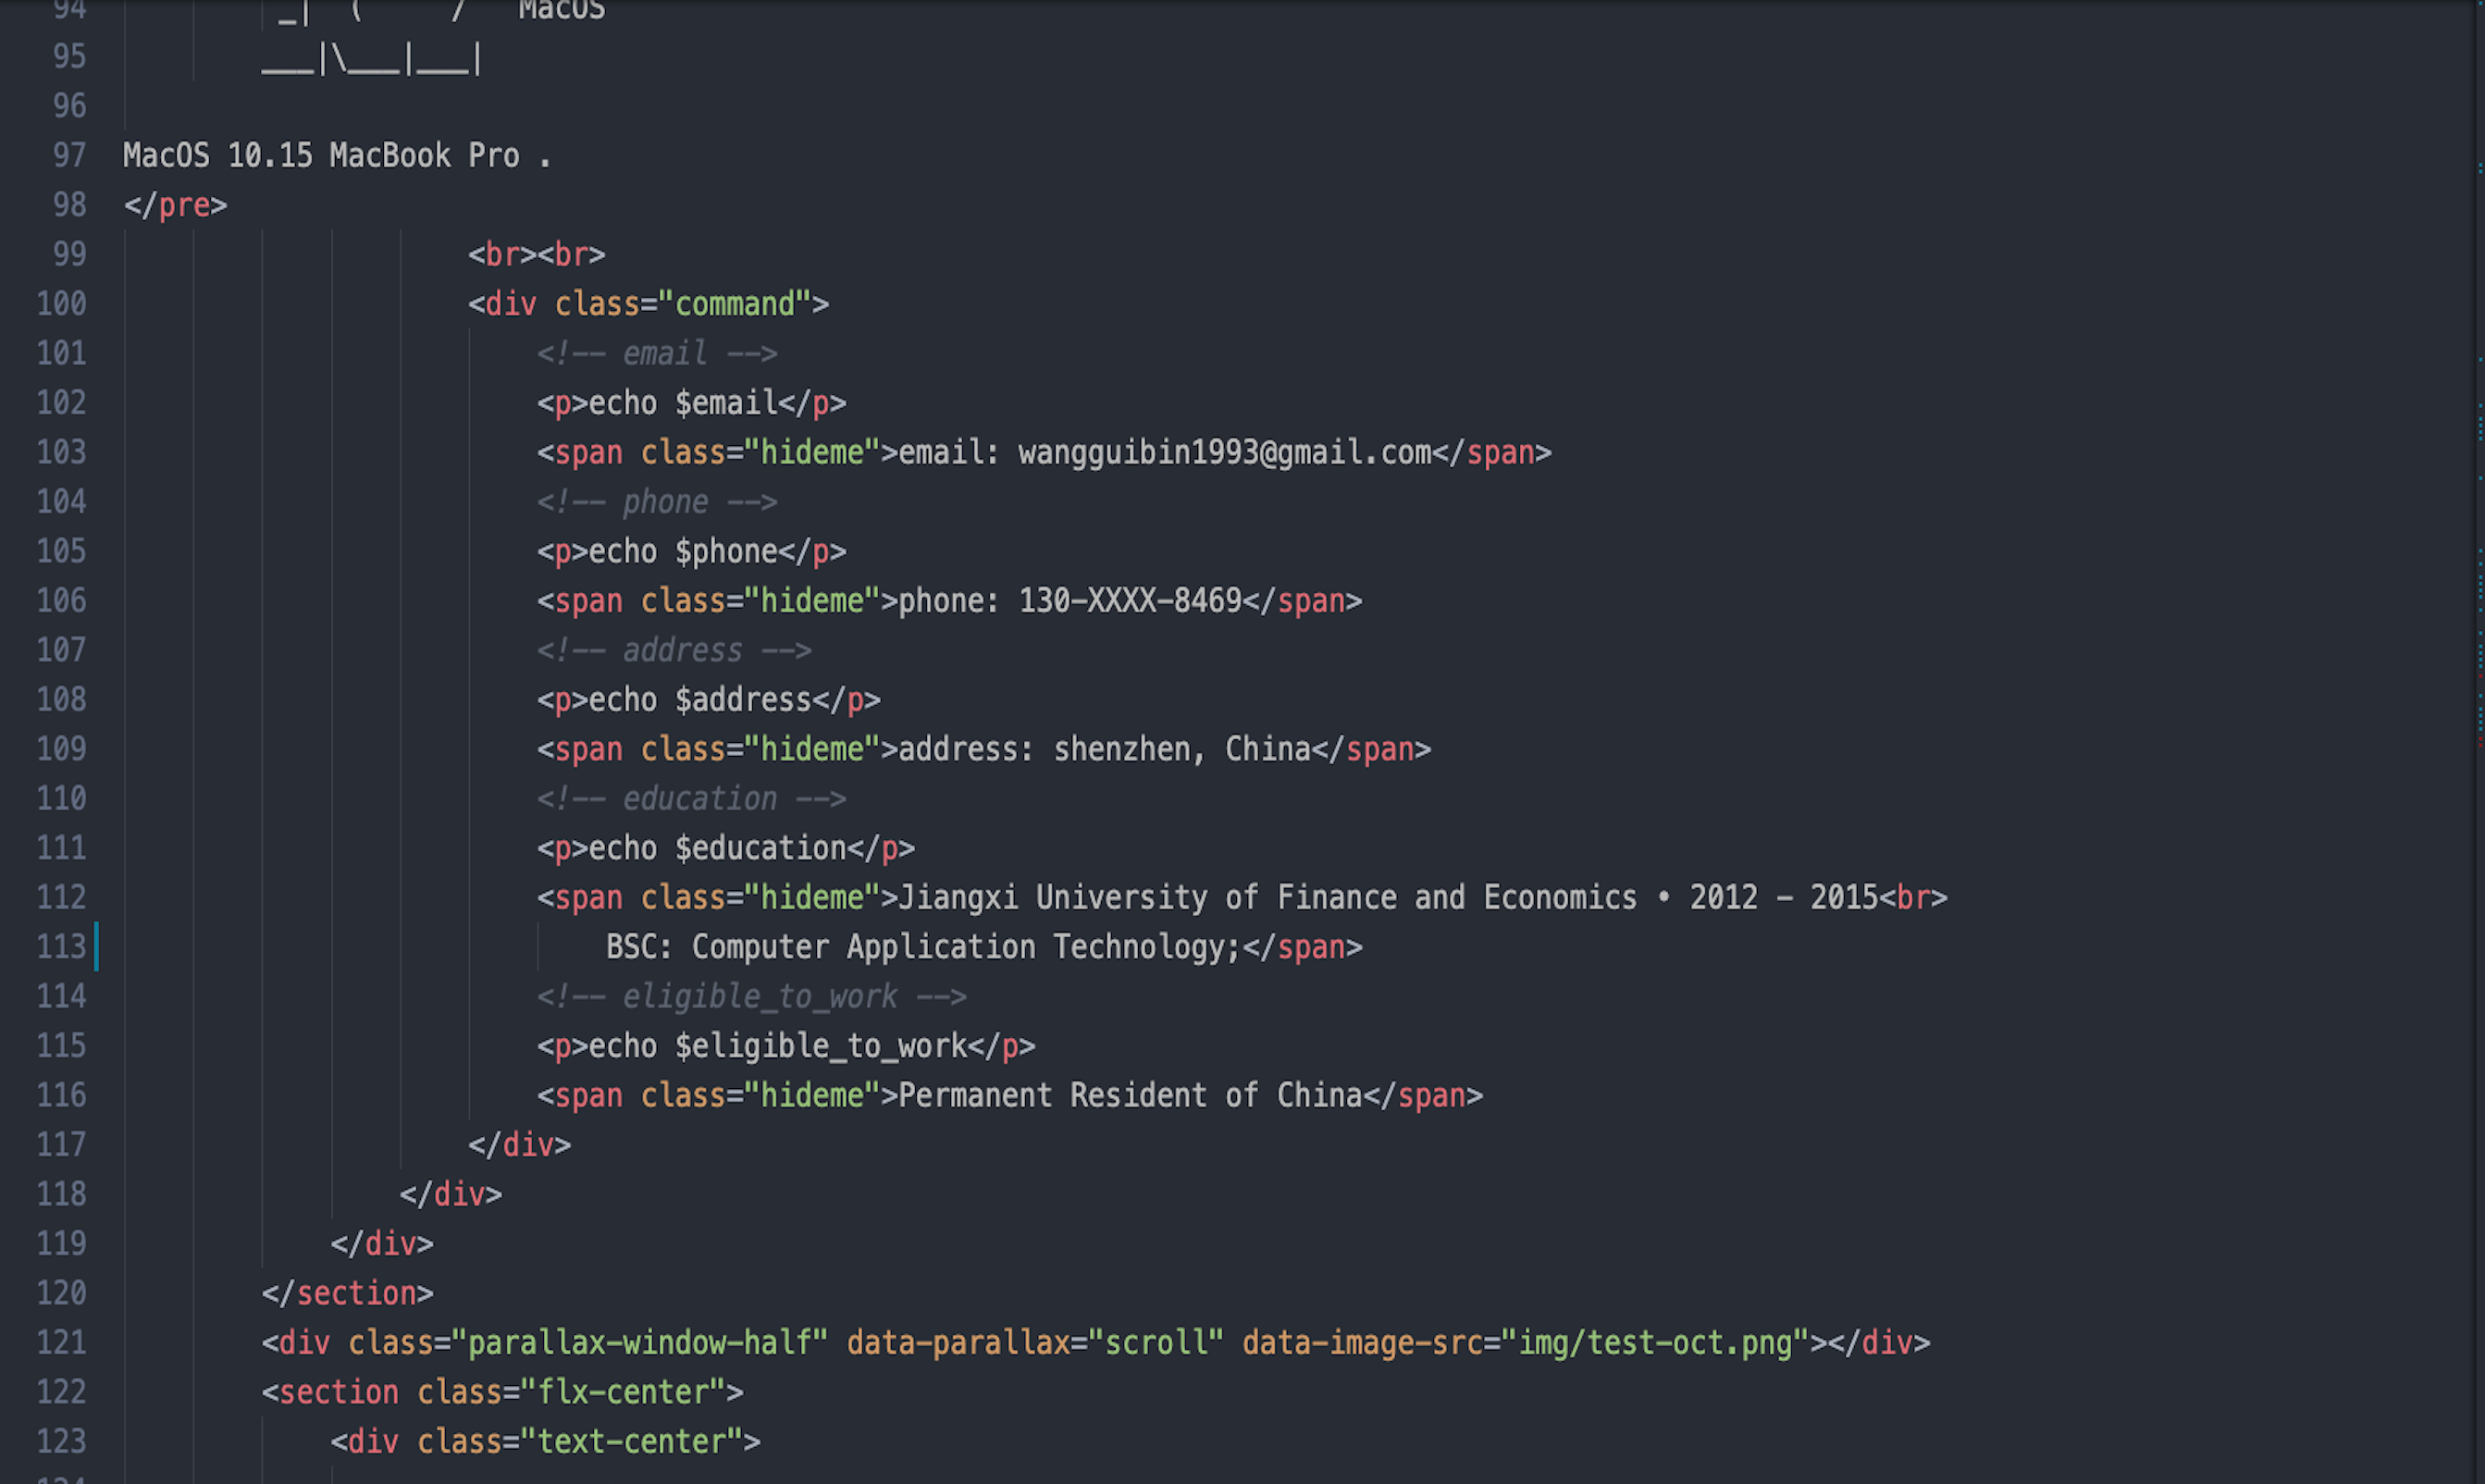 94 _|  (     /   MacOS
95 ___|\___|___|
96
97 MacOS 10.15 MacBook Pro .
98 </pre>
99 <br><br>
100 <div class="command">
101 <!-- email -->
102 <p>echo $email</p>
103 <span class="hideme">email: wangguibin1993@gmail.com</span>
104 <!-- phone -->
105 <p>echo $phone</p>
106 <span class="hideme">phone: 130-XXXX-8469</span>
107 <!-- address -->
108 <p>echo $address</p>
109 <span class="hideme">address: shenzhen, China</span>
110 <!-- education -->
111 <p>echo $education</p>
112 <span class="hideme">Jiangxi University of Finance and Economics • 2012 - 2015<br>
113 BSC: Computer Application Technology;</span>
114 <!-- eligible_to_work -->
115 <p>echo $eligible_to_work</p>
116 <span class="hideme">Permanent Resident of China</span>
117 </div>
118 </div>
119 </div>
120 </section>
121 <div class="parallax-window-half" data-parallax="scroll" data-image-src="img/test-oct.png"></div>
122 <section class="flx-center">
123 <div class="text-center">
124